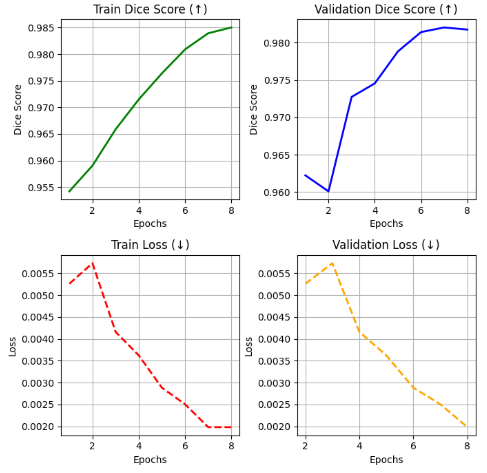 Train Dice Score (↑)
Dice Score
0.985
0.980
0.975
0.970
0.965
0.960
0.955
2 4 6 8
Epochs
Validation Dice Score (↑)
Dice Score
0.980
0.975
0.970
0.965
0.960
2 4 6 8
Epochs
Train Loss (↓)
Loss
0.0055
0.0050
0.0045
0.0040
0.0035
0.0030
0.0025
0.0020
2 4 6 8
Epochs
Validation Loss (↓)
Loss
0.0055
0.0050
0.0045
0.0040
0.0035
0.0030
0.0025
0.0020
2 4 6 8
Epochs